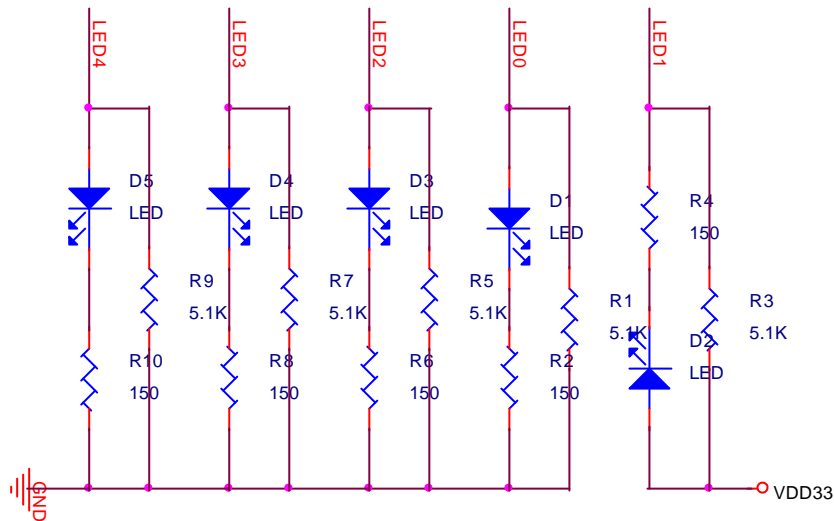 LED4
LED3
LED2
LED0
LED1
D5
LED
D4
LED
D3
LED
D1
LED
R4
150
R9
5.1K
R7
5.1K
R5
5.1K
R1
5.1K
R3
5.1K
D2
LED
R10
150
R8
150
R6
150
R2
150
GND
VDD33